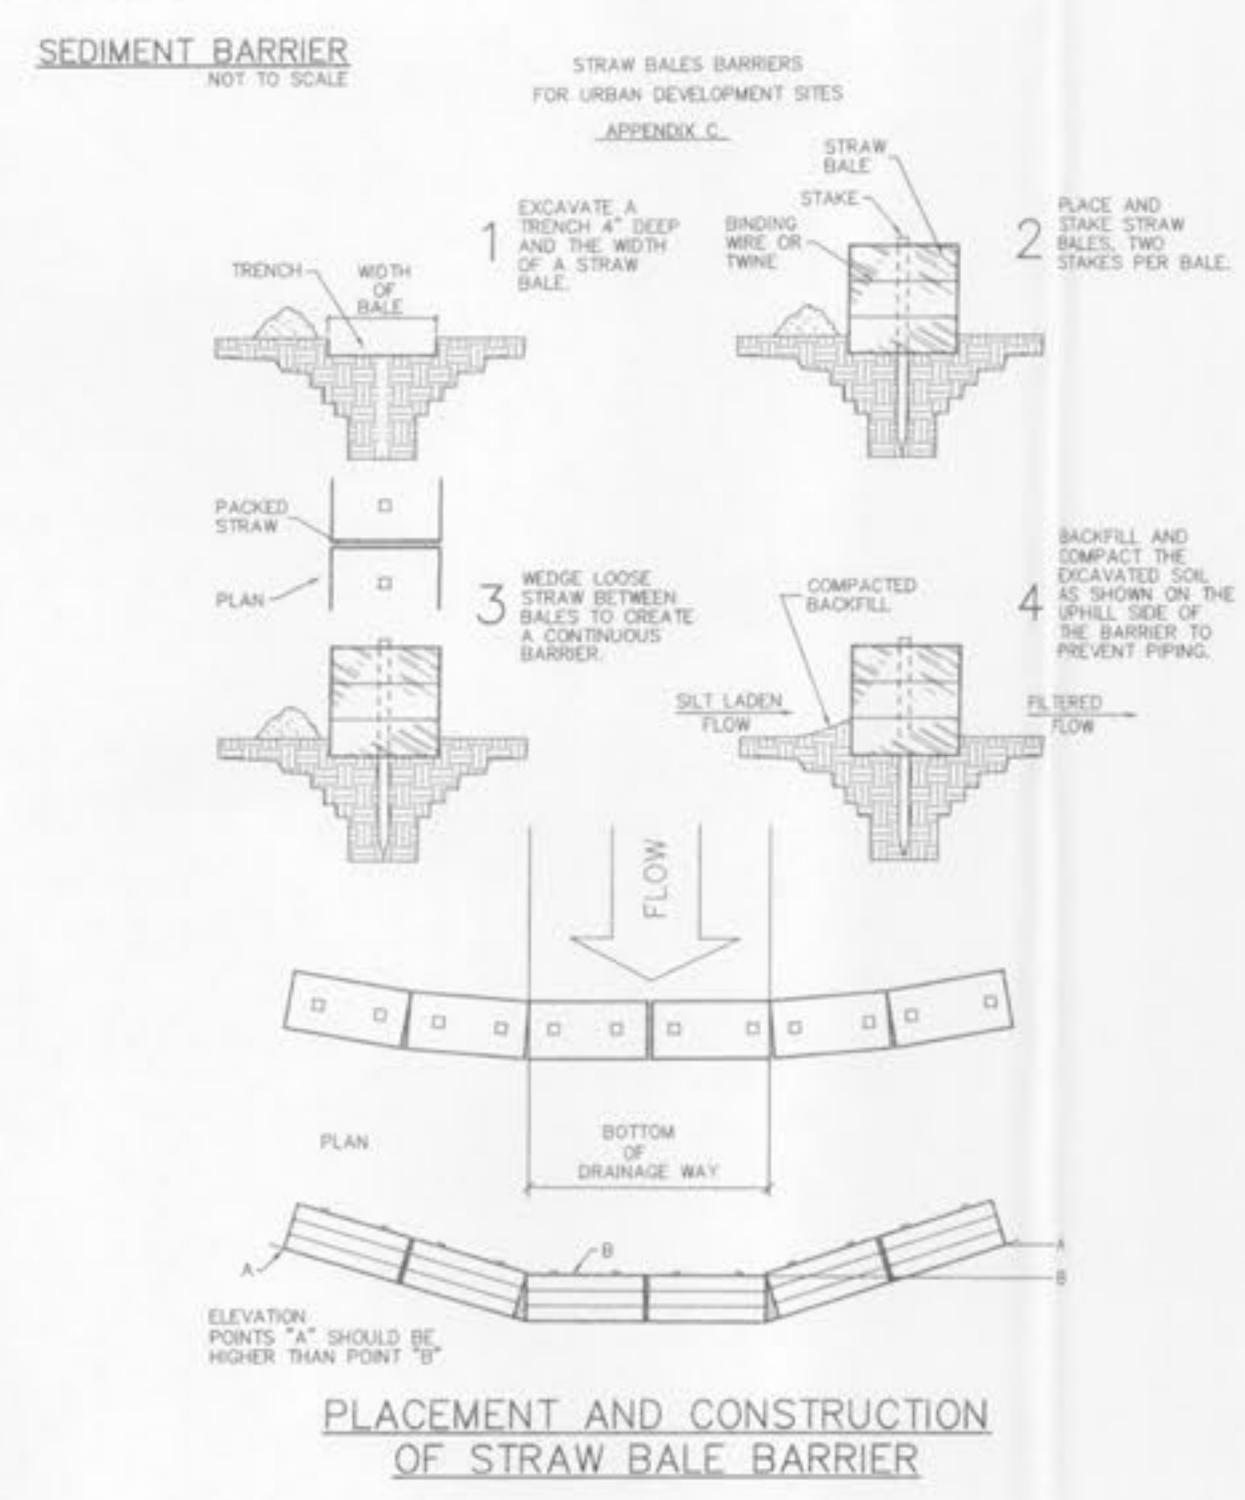 SEDIMENT BARRIER
NOT TO SCALE
STRAW BALES BARRIERS
FOR URBAN DEVELOPMENT SITES
APPENDIX C
1
EXCAVATE A
TRENCH 4" DEEP
AND THE WIDTH
OF A STRAW
BALE.
TRENCH
WIDTH
OF
BALE
STRAW
BALE
STAKE
BINDING
WIRE OR
TWINE
2
PLACE AND
STAKE STRAW
BALES, TWO
STAKES PER BALE.
PACKED
STRAW
PLAN
3
WEDGE LOOSE
STRAW BETWEEN
BALES TO CREATE
A CONTINUOUS
BARRIER.
COMPACTED
BACKFILL
4
BACKFILL AND
COMPACT THE
EXCAVATED SOIL
AS SHOWN ON THE
UPHILL SIDE OF
THE BARRIER TO
PREVENT PIPING.
SILT LADEN
FLOW
FILTERED
FLOW
FLOW
PLAN
BOTTOM
OF
DRAINAGE WAY
A
B
A
B
ELEVATION
POINTS "A" SHOULD BE
HIGHER THAN POINT "B"
PLACEMENT AND CONSTRUCTION
OF STRAW BALE BARRIER